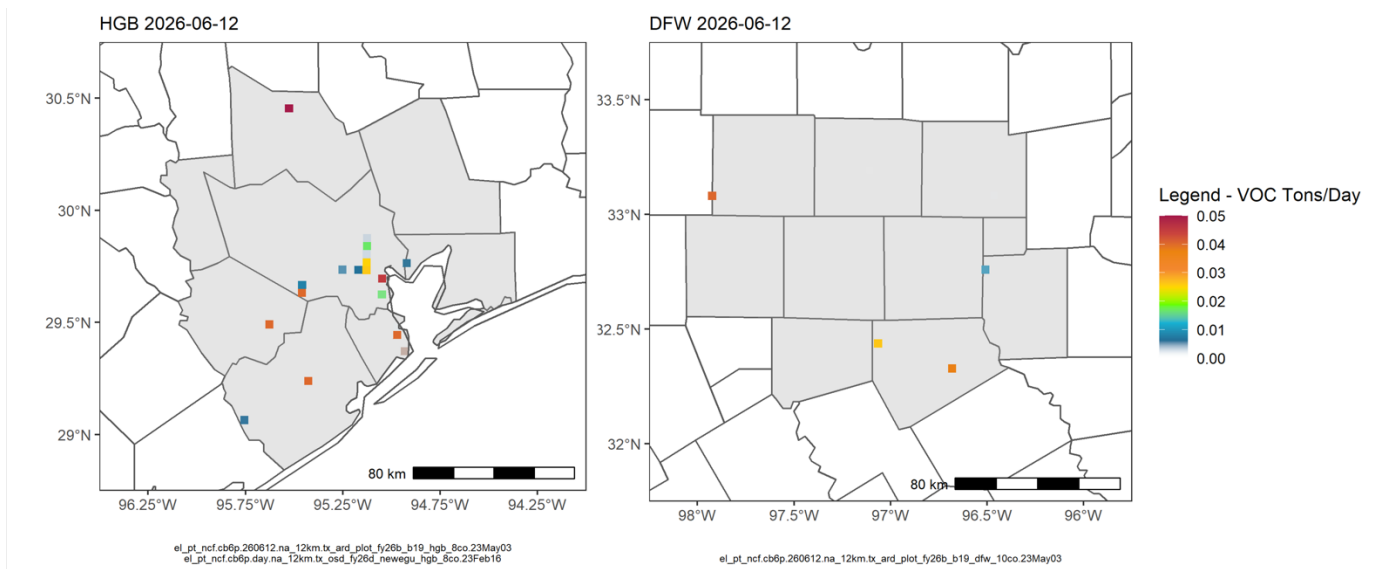 HGB 2026-06-12
30.5°N
30°N
29.5°N
29°N
80 km
96.25°W 95.75°W 95.25°W 94.75°W 94.25°W
el_pt_ncf.cb6p.260612.na_12km.tx_ard_plot_fy26b_b19_hgb_8co.23May03
el_pt_ncf.cb6p.day.na_12km.tx_osd_fy26d_newegu_hgb_8co.23Feb16
DFW 2026-06-12
33.5°N
33°N
32.5°N
32°N
80 km
98°W 97.5°W 97°W 96.5°W 96°W
el_pt_ncf.cb6p.260612.na_12km.tx_ard_plot_fy26b_b19_dfw_10co.23May03
Legend - VOC Tons/Day
0.05
0.04
0.03
0.02
0.01
0.00